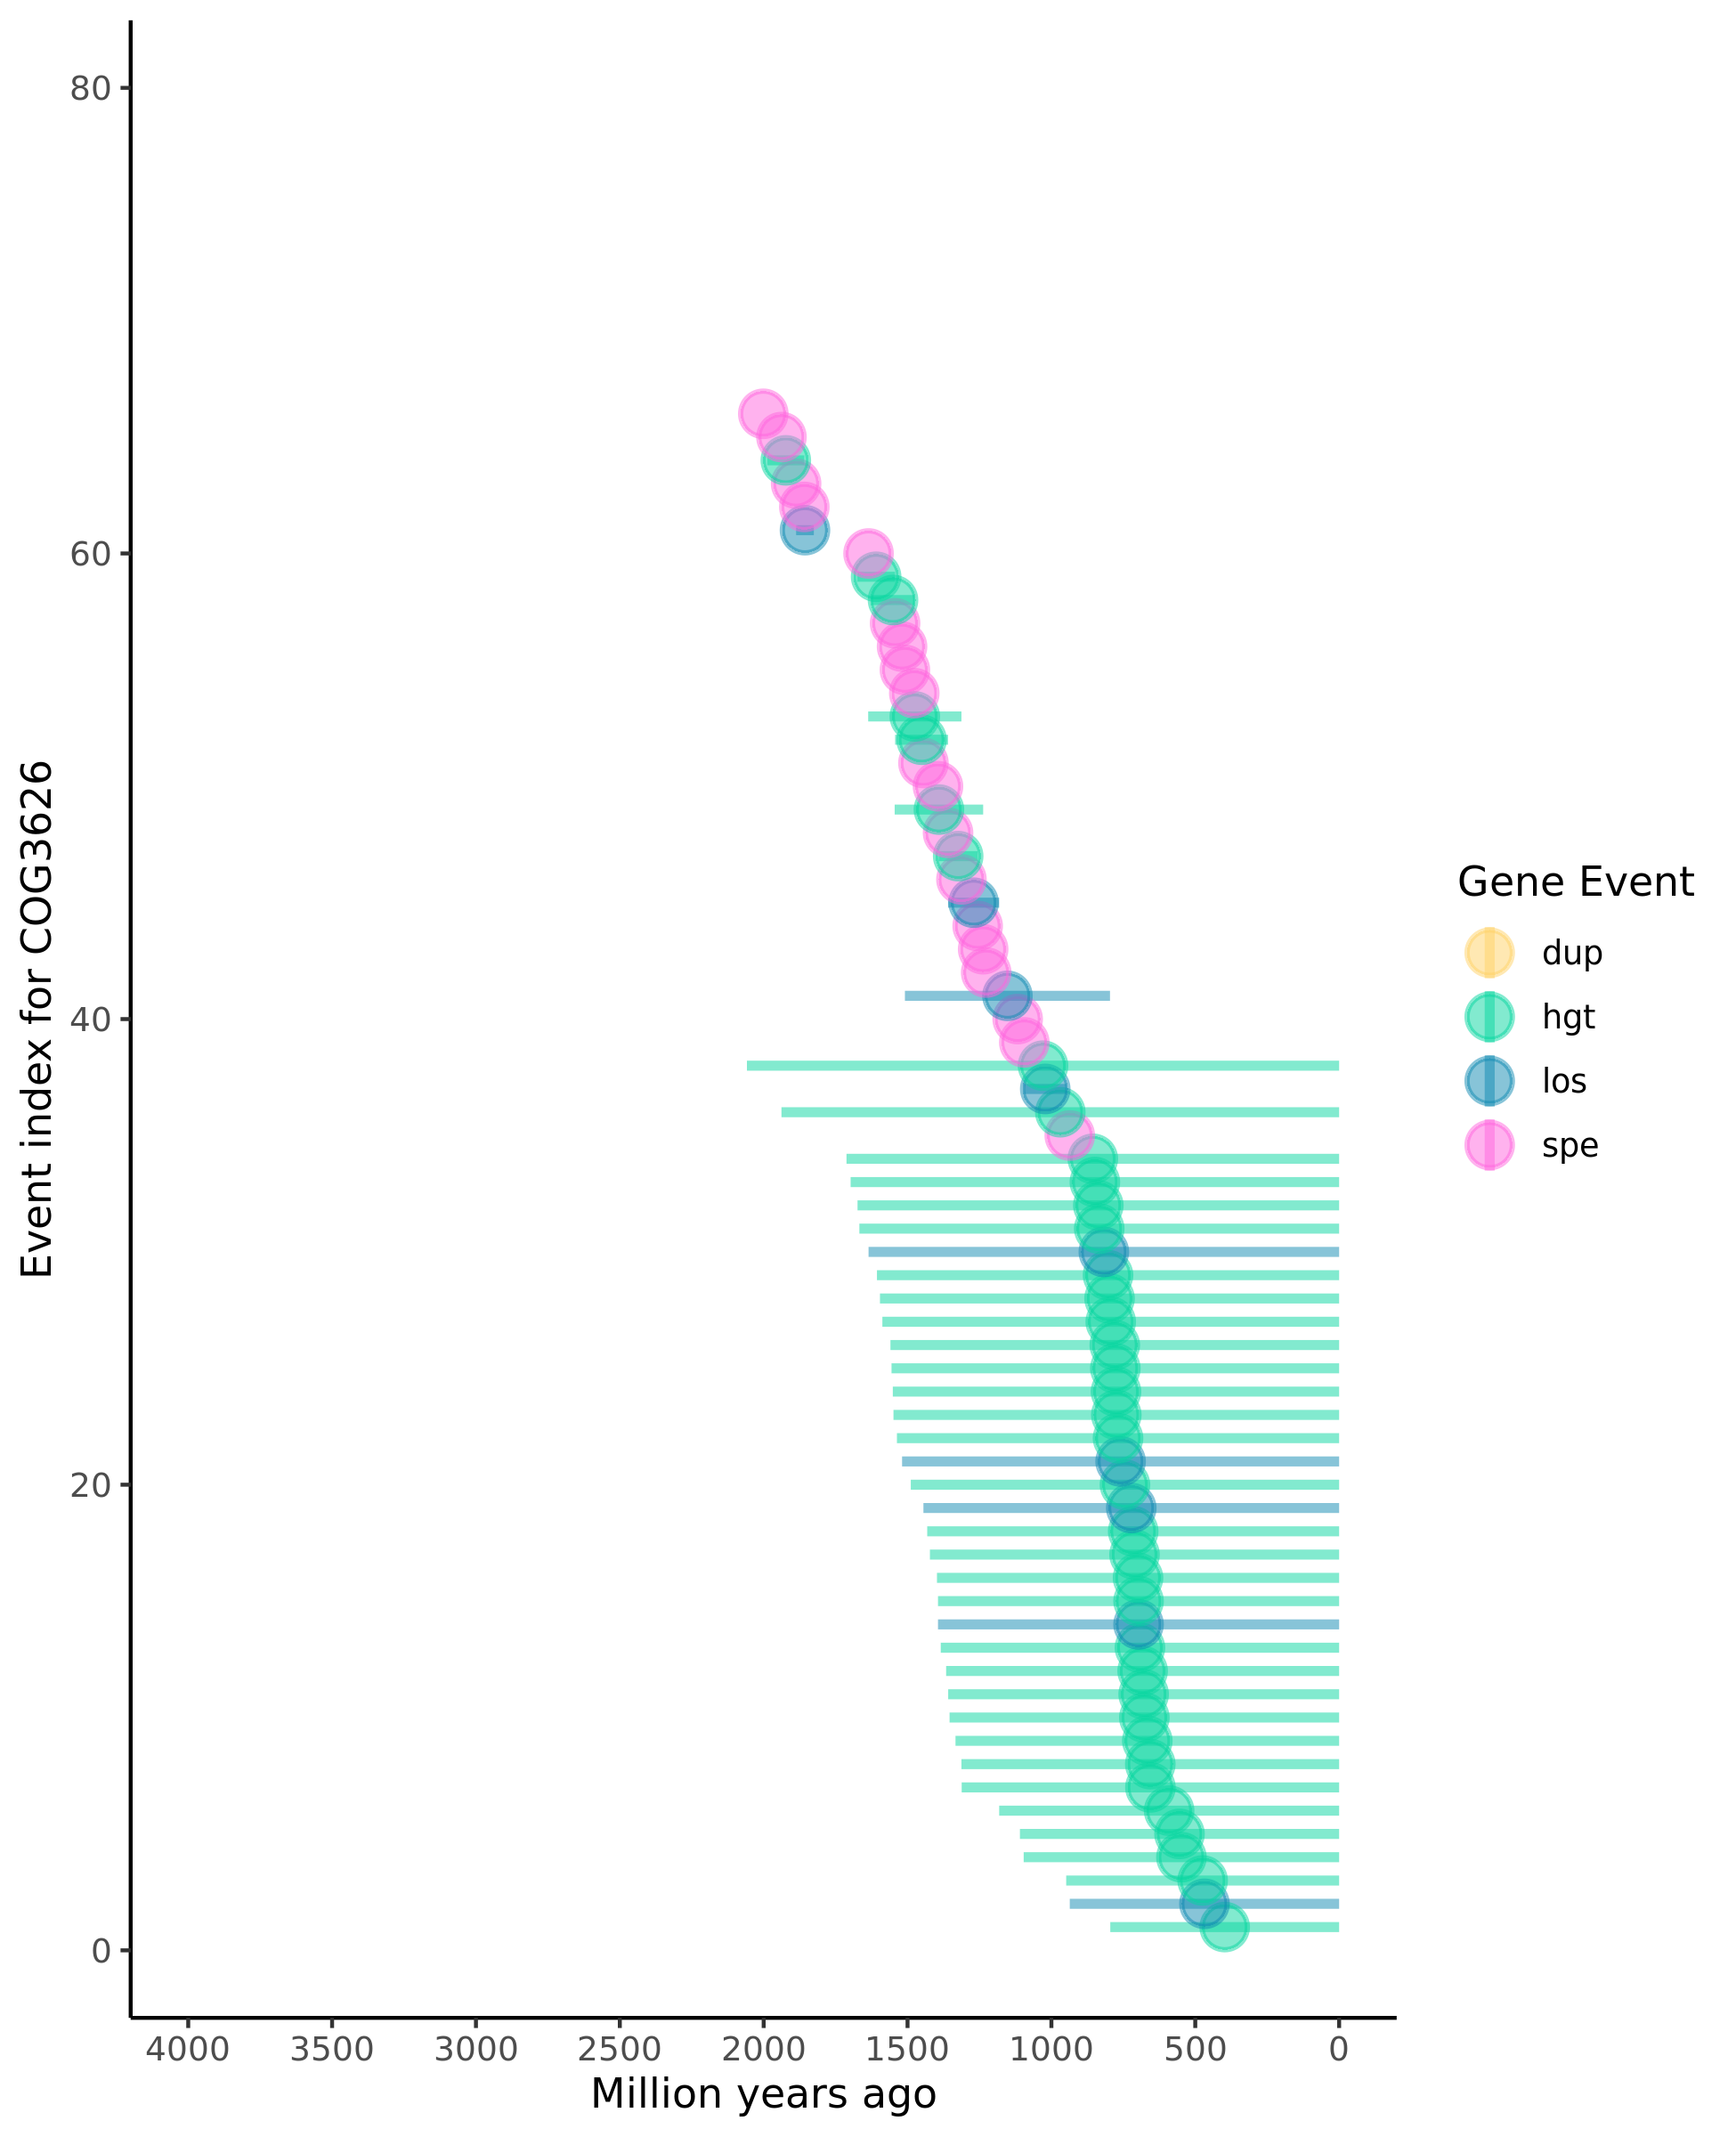 Event index for COG3626
80
60
40
20
0
4000 3500 3000 2500 2000 1500 1000 500 0
Million years ago
Gene Event
dup
hgt
los
spe